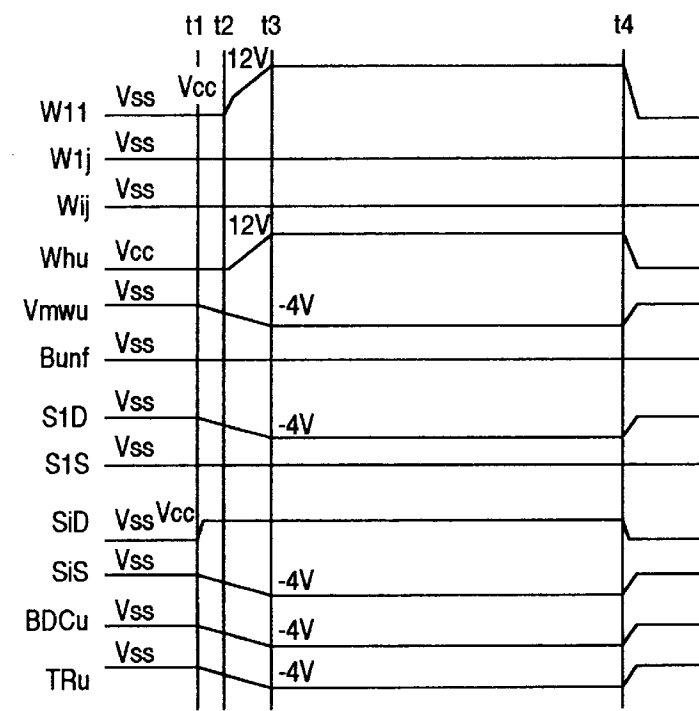 t1 t2 t3 t4
12V
Vcc
W11 Vss
W1j Vss
Wij Vss
12V
Whu Vcc
Vmwu Vss -4V
Bunf Vss
S1D Vss -4V
S1S Vss
SiD Vss Vcc
SiS Vss -4V
BDCu Vss -4V
TRu Vss -4V